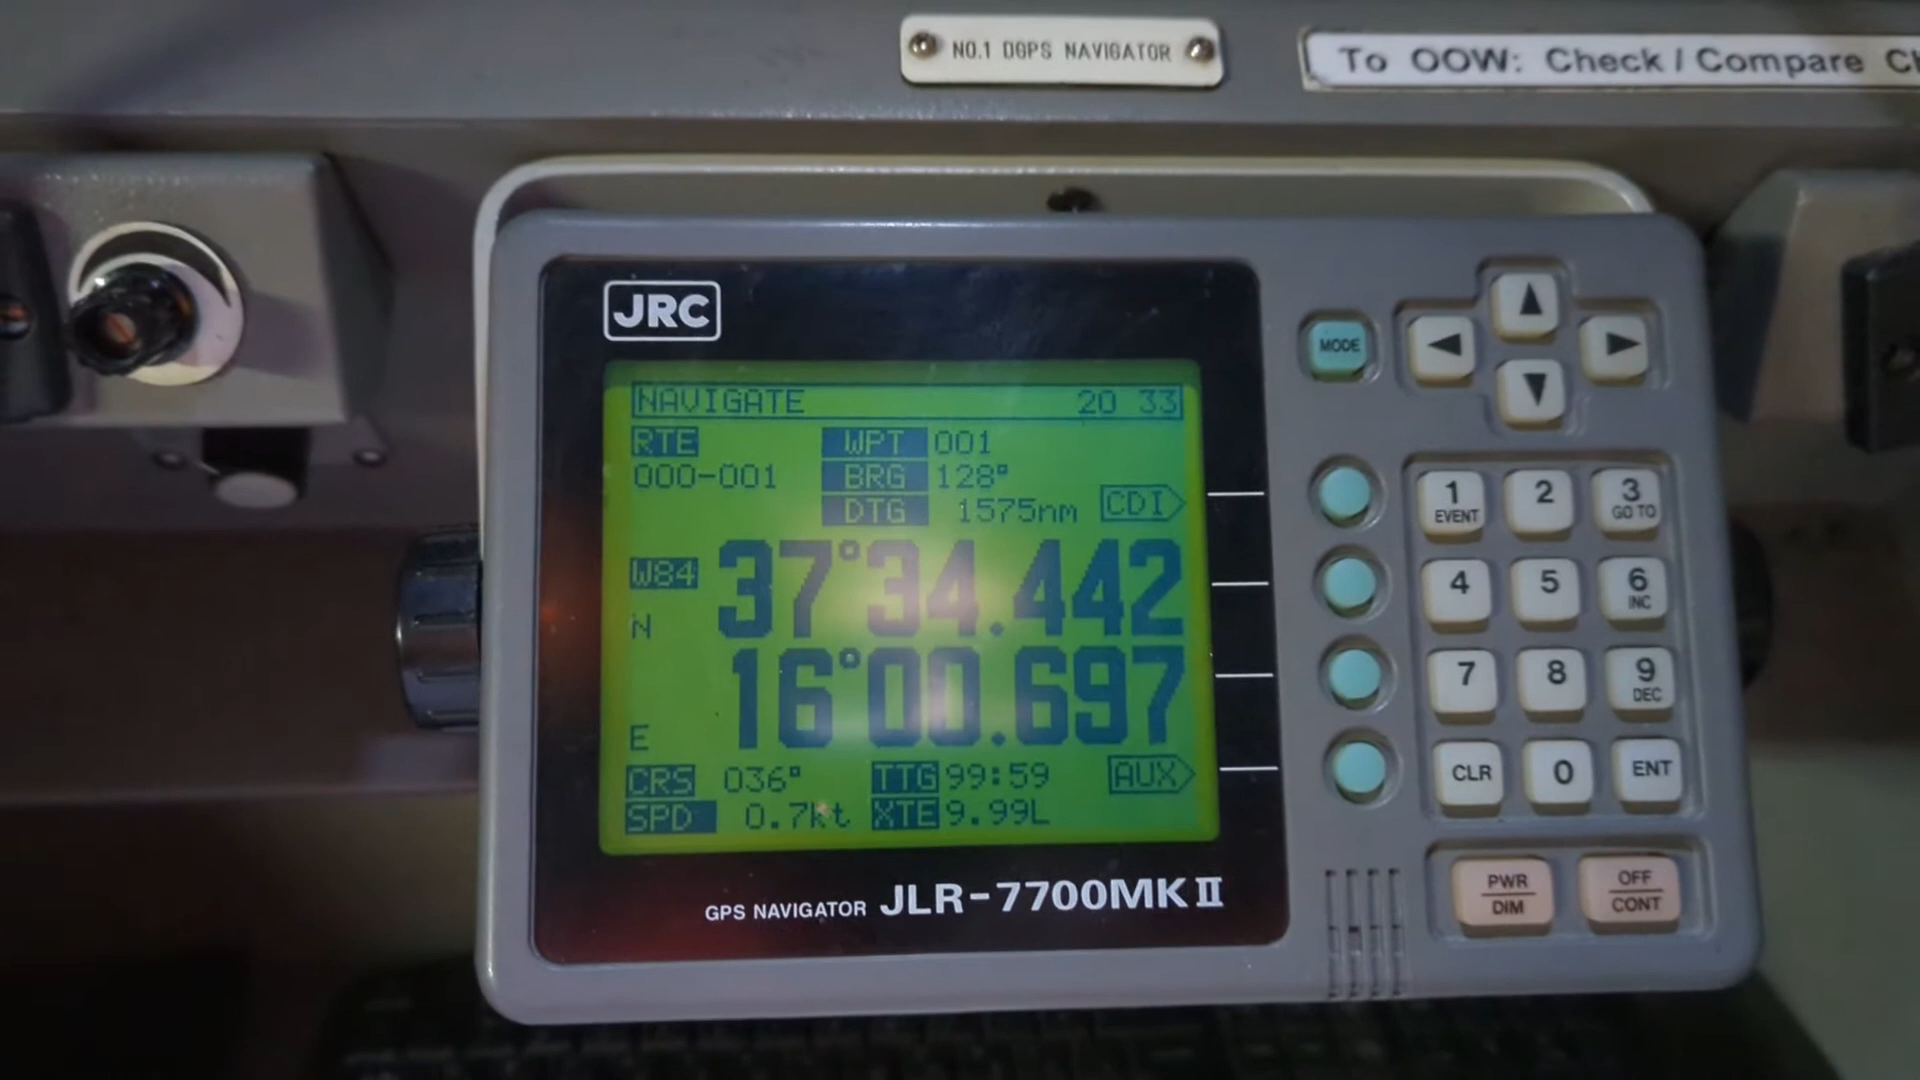 NO.1 DGPS NAVIGATOR
To OOW: Check / Compare
JRC
NAVIGATE 20 33
RTE WPT 001
000-001 BRG 128°
DTG 1575nm CDI
W84 37°34.442
N
16°00.697
E
CRS 036° TTG 99:59 AUX
SPD 0.7kt XTE 9.99L
GPS NAVIGATOR JLR-7700MKII
MODE
1 EVENT 2 3 GO TO
4 5 6 INC
7 8 9 DEC
CLR 0 ENT
PWR DIM OFF CONT